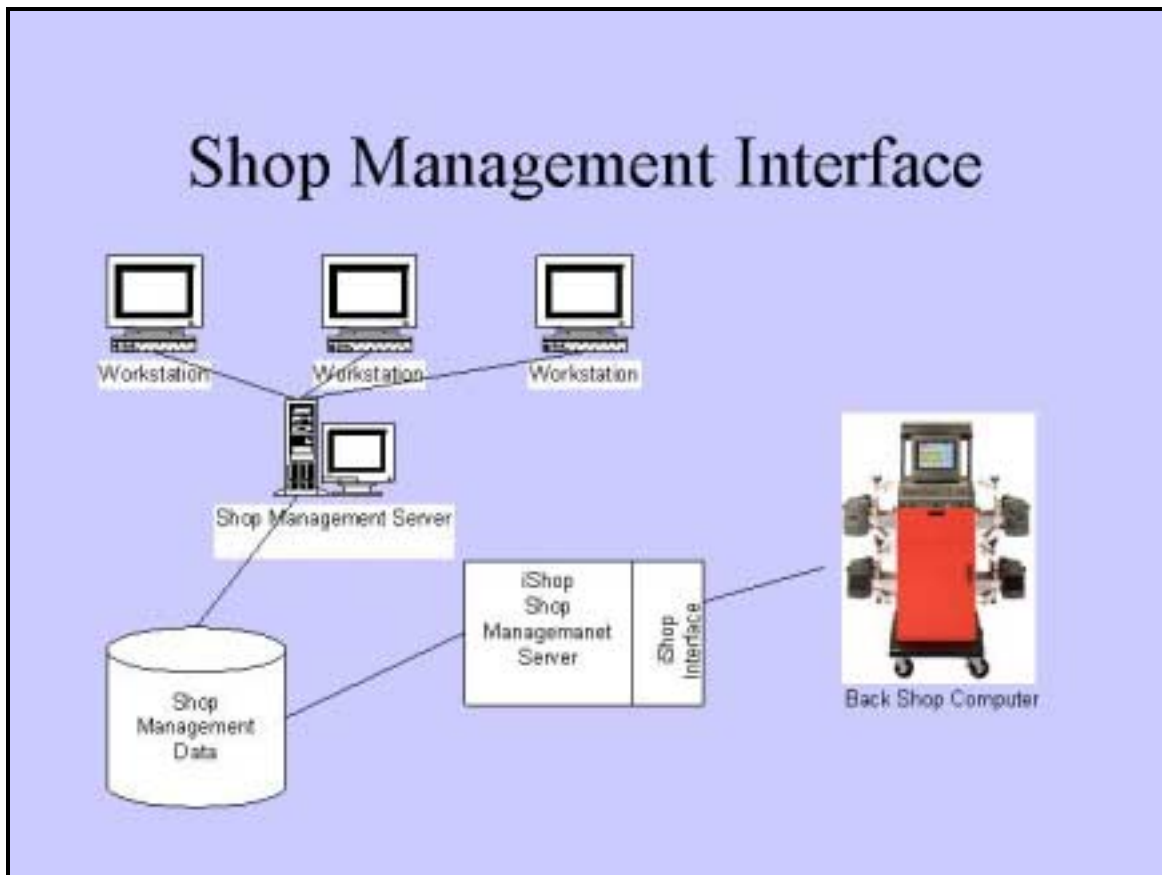 Shop Management Interface
Workstation
Workstation
Workstation
Shop Management Server
iShop
Shop
Managemanet
Server
iShop
Interface
Back Shop Computer
Shop
Management
Data